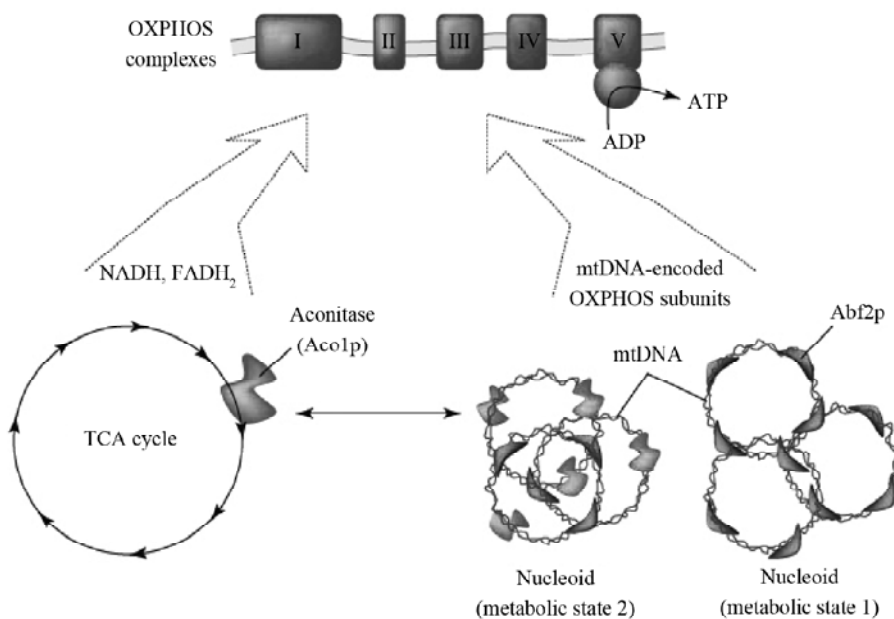 OXPHOS
complexes
I
II
III
IV
V
ATP
ADP
NADH, FADH₂
mtDNA-encoded
OXPHOS subunits
Aconitase
(Aco1p)
Abf2p
mtDNA
TCA cycle
Nucleoid
(metabolic state 2)
Nucleoid
(metabolic state 1)